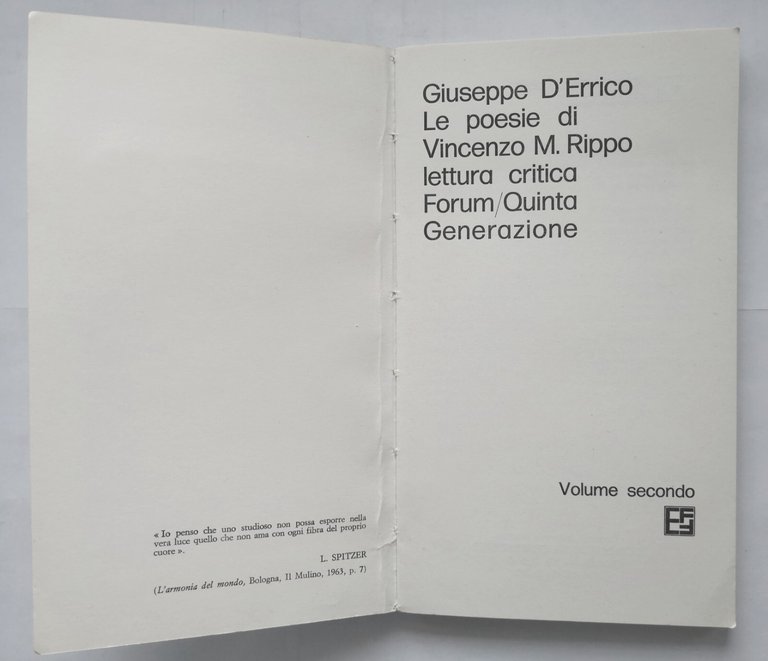 « Io penso che uno studioso non possa esporre nella
vera luce quello che non ama con ogni fibra del proprio
cuore ».
L. SPITZER
(L'armonia del mondo, Bologna, Il Mulino, 1963, p. 7)
Giuseppe D'Errico
Le poesie di
Vincenzo M. Rippo
lettura critica
Forum/Quinta
Generazione
Volume secondo